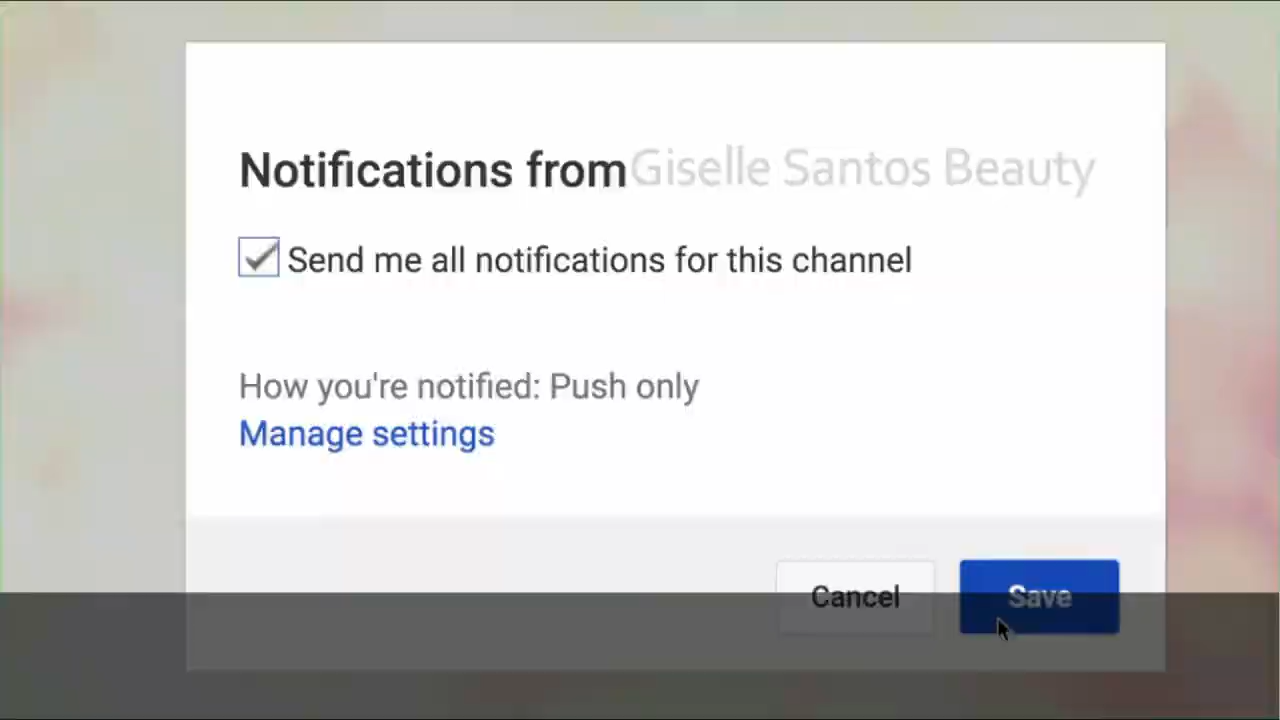 Notifications from Giselle Santos Beauty
Send me all notifications for this channel
How you're notified: Push only
Manage settings
Cancel Save